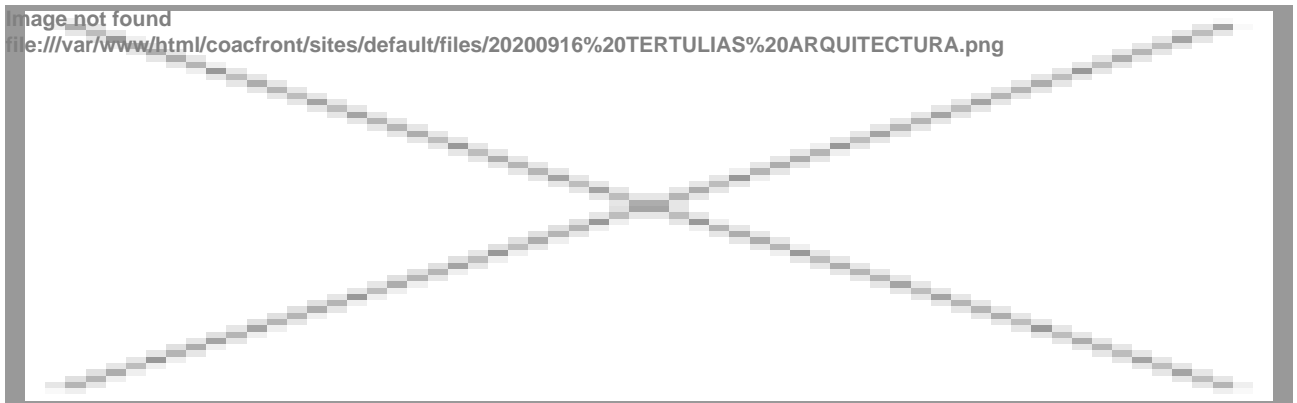 Image not found
file:///var/www/html/coacfront/sites/default/files/20200916%20TERTULIAS%20ARQUITECTURA.png